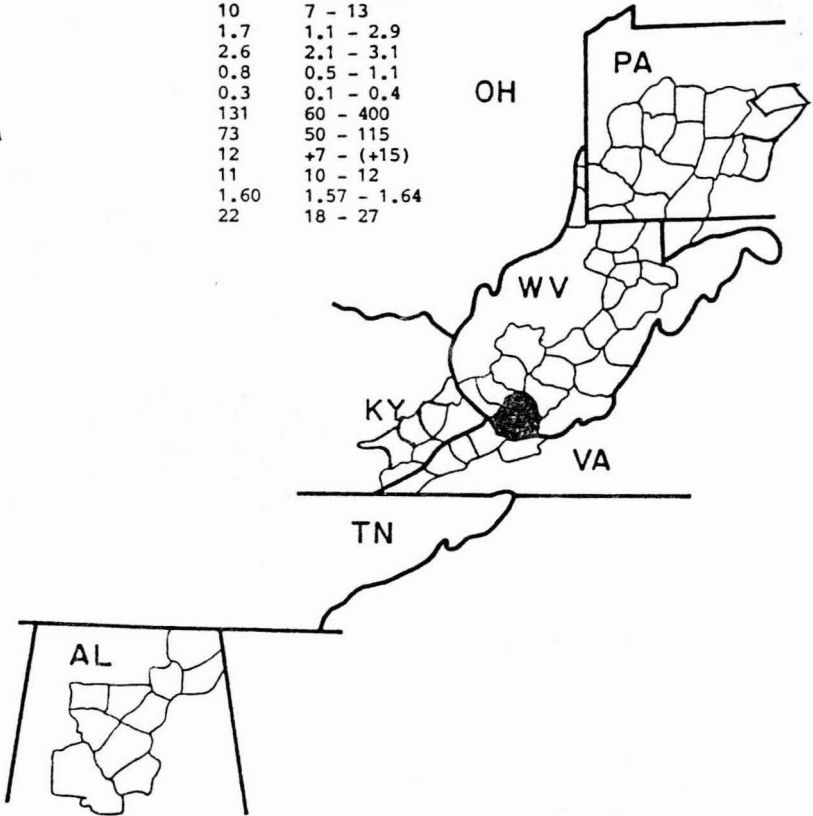 10 7 - 13
1.7 1.1 - 2.9
2.6 2.1 - 3.1
0.8 0.5 - 1.1
0.3 0.1 - 0.4
131 60 - 400
73 50 - 115
12 +7 - (+15)
11 10 - 12
1.60 1.57 - 1.64
22 18 - 27
OH
PA
WV
KY
VA
TN
AL